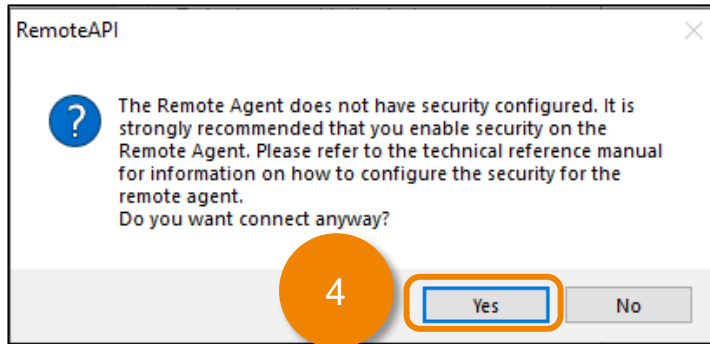 RemoteAPI
The Remote Agent does not have security configured. It is
strongly recommended that you enable security on the
Remote Agent. Please refer to the technical reference manual
for information on how to configure the security for the
remote agent.
Do you want connect anyway?
4
Yes
No